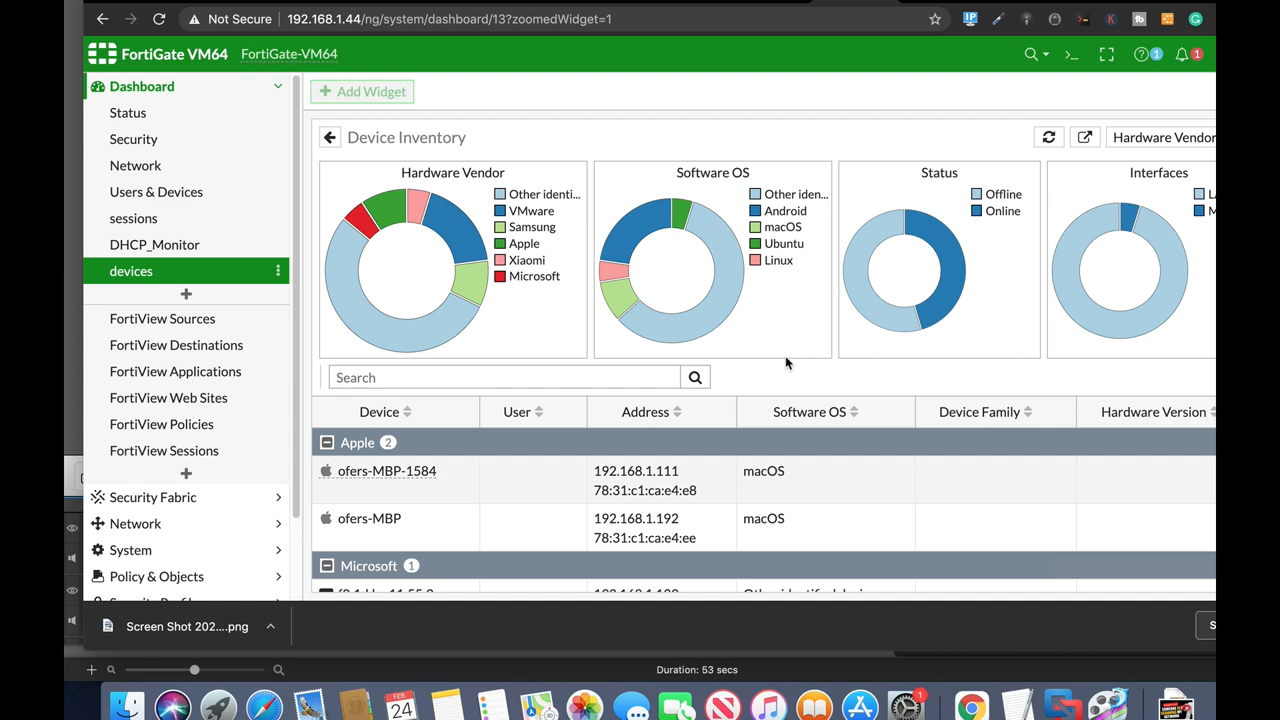 Not Secure 192.168.1.44/ng/system/dashboard/13?zoomedWidget=1
IP
K
tb
G
FortiGate VM64 FortiGate-VM64
>_
1
1
Dashboard
Status
Security
Network
Users & Devices
sessions
DHCP_Monitor
devices
FortiView Sources
FortiView Destinations
FortiView Applications
FortiView Web Sites
FortiView Policies
FortiView Sessions
Security Fabric
Network
System
Policy & Objects
+ Add Widget
Device Inventory
Hardware Vendor
Hardware Vendor
Other identi...
VMware
Samsung
Apple
Xiaomi
Microsoft
Software OS
Other iden...
Android
macOS
Ubuntu
Linux
Status
Offline
Online
Interfaces
Search
Device User Address Software OS Device Family Hardware Version
Apple 2
ofers-MBP-1584 192.168.1.111 macOS
78:31:c1:ca:e4:e8
ofers-MBP 192.168.1.192 macOS
78:31:c1:ca:e4:ee
Microsoft 1
Screen Shot 202....png
Duration: 53 secs
FEB
24
1